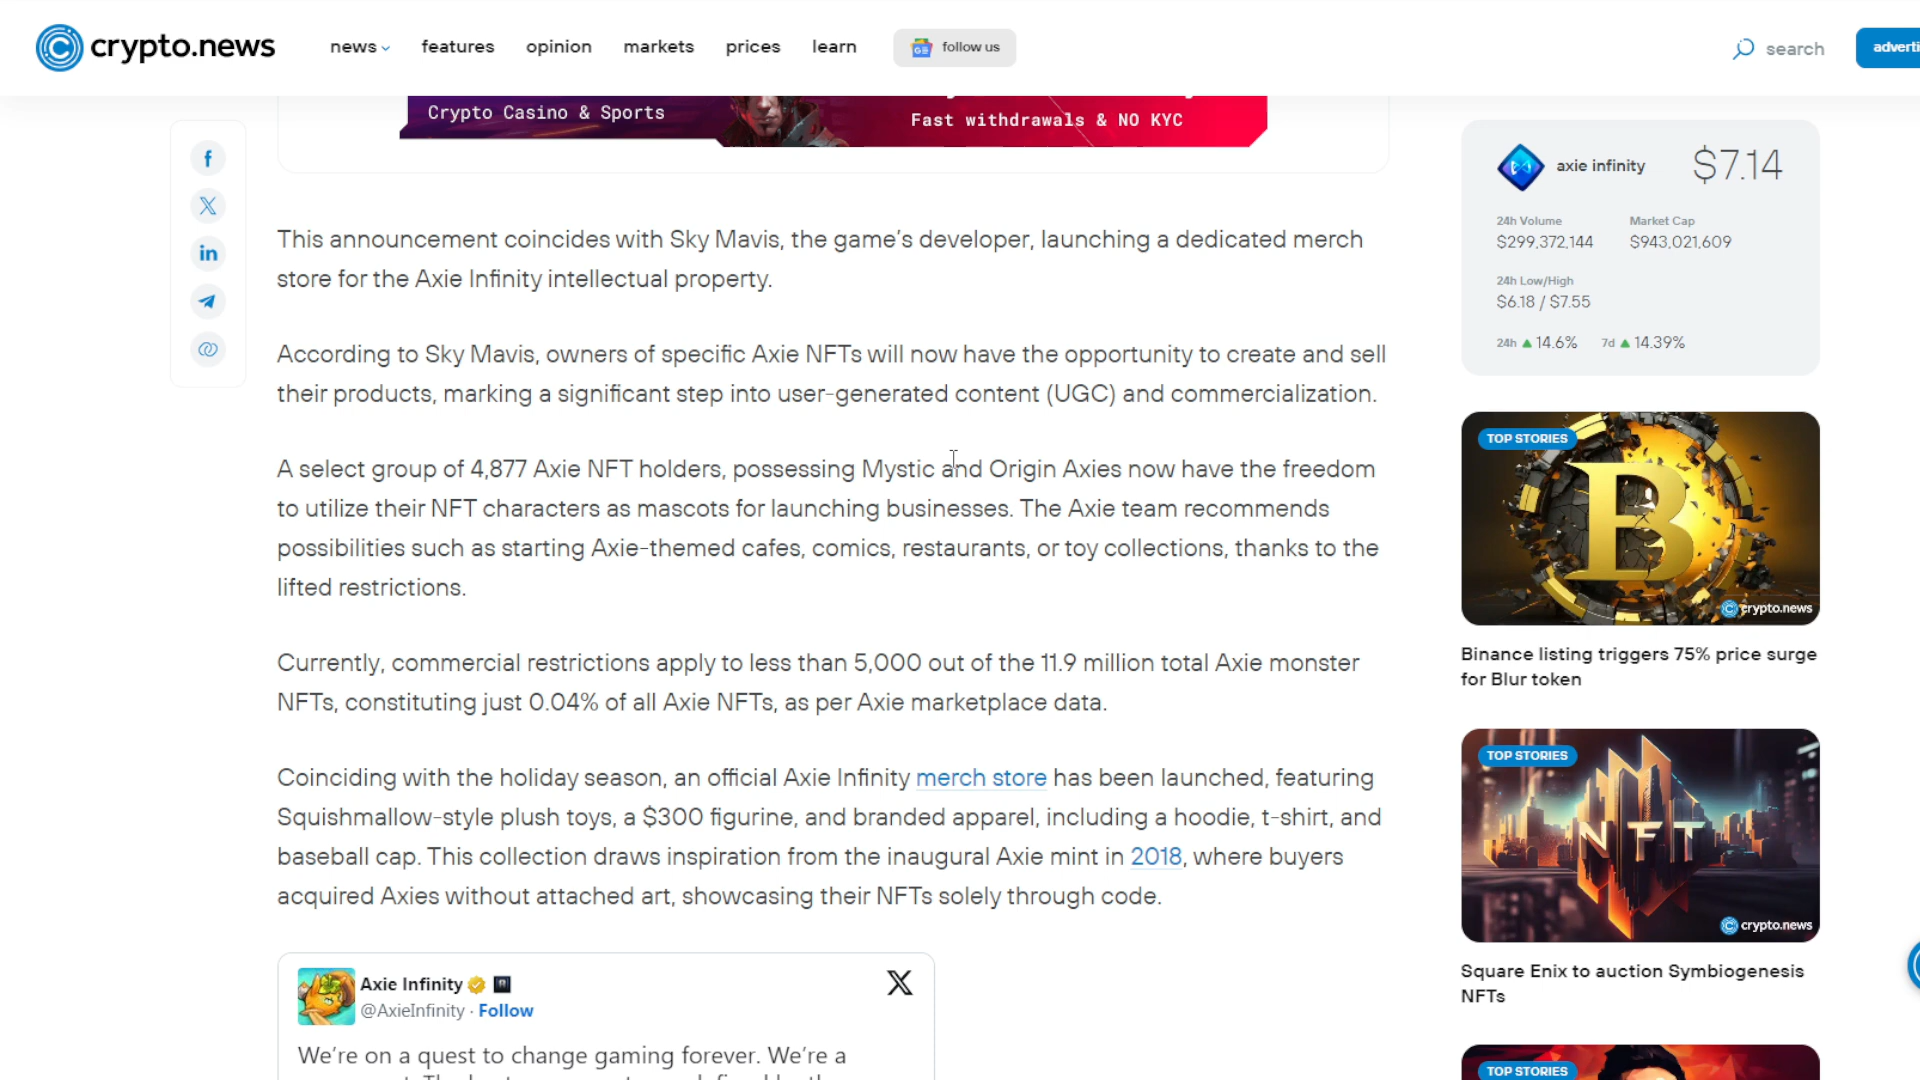 crypto.news
news
features
opinion
markets
prices
learn
follow us
search
Crypto Casino & Sports
Fast withdrawals & NO KYC
This announcement coincides with Sky Mavis, the game's developer, launching a dedicated merch
store for the Axie Infinity intellectual property.
According to Sky Mavis, owners of specific Axie NFTs will now have the opportunity to create and sell
their products, marking a significant step into user-generated content (UGC) and commercialization.
A select group of 4,877 Axie NFT holders, possessing Mystic and Origin Axies now have the freedom
to utilize their NFT characters as mascots for launching businesses. The Axie team recommends
possibilities such as starting Axie-themed cafes, comics, restaurants, or toy collections, thanks to the
lifted restrictions.
Currently, commercial restrictions apply to less than 5,000 out of the 11.9 million total Axie monster
NFTs, constituting just 0.04% of all Axie NFTs, as per Axie marketplace data.
Coinciding with the holiday season, an official Axie Infinity merch store has been launched, featuring
Squishmallow-style plush toys, a $300 figurine, and branded apparel, including a hoodie, t-shirt, and
baseball cap. This collection draws inspiration from the inaugural Axie mint in 2018, where buyers
acquired Axies without attached art, showcasing their NFTs solely through code.
Axie Infinity
@AxieInfinity · Follow
We're on a quest to change gaming forever. We're a
axie infinity $7.14
24h Volume Market Cap
$299,372,144 $943,021,609
24h Low/High
$6.18 / $7.55
24h ▲ 14.6% 7d ▲ 14.39%
TOP STORIES
crypto.news
Binance listing triggers 75% price surge
for Blur token
TOP STORIES
NFT
crypto.news
Square Enix to auction Symbiogenesis
NFTs
TOP STORIES